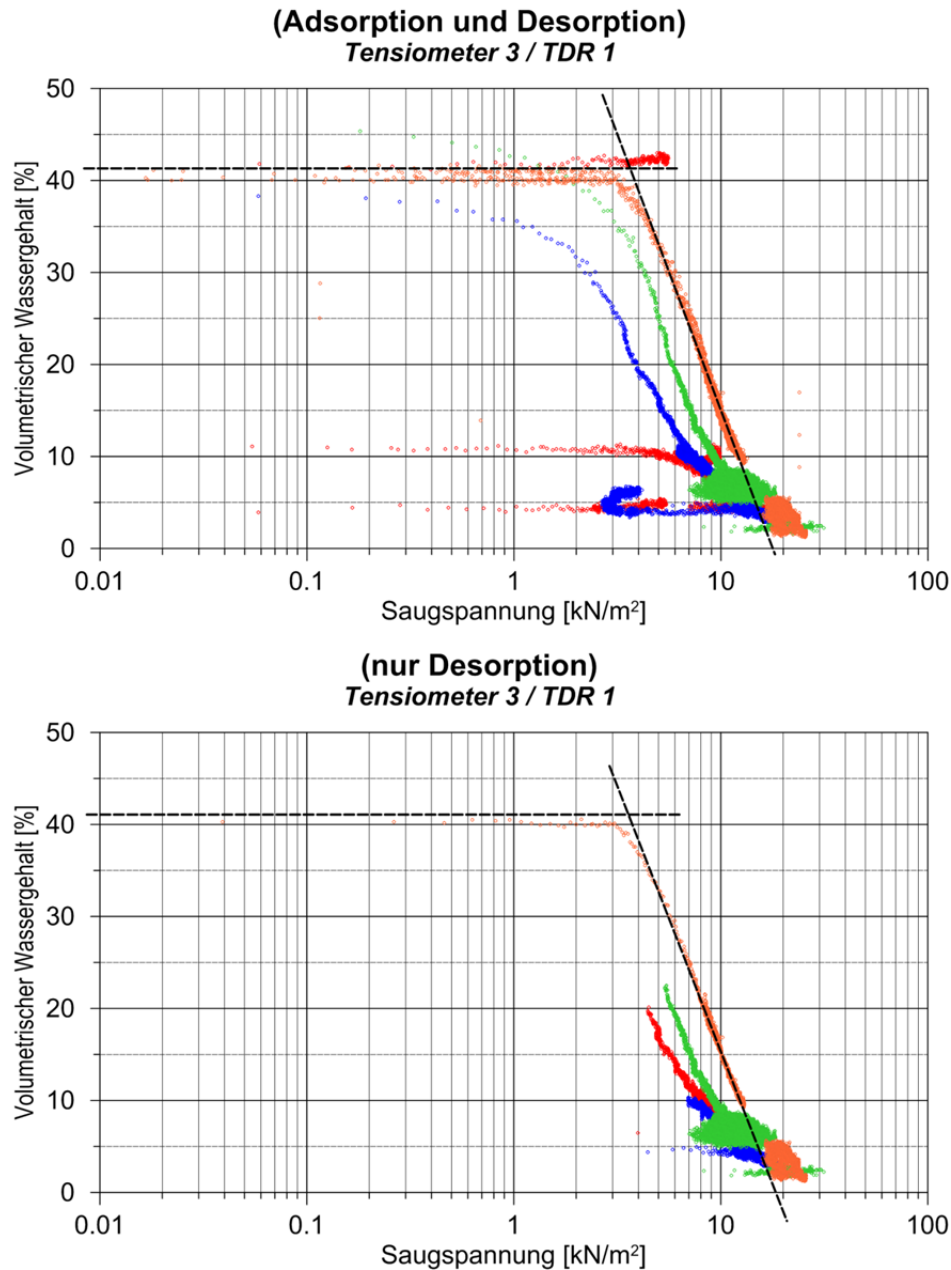 (Adsorption und Desorption)
Tensiometer 3 / TDR 1
Volumetrischer Wassergehalt [%]
50
40
30
20
10
0
0.01 0.1 1 10 100
Saugspannung [kN/m²]
(nur Desorption)
Tensiometer 3 / TDR 1
Volumetrischer Wassergehalt [%]
50
40
30
20
10
0
0.01 0.1 1 10 100
Saugspannung [kN/m²]